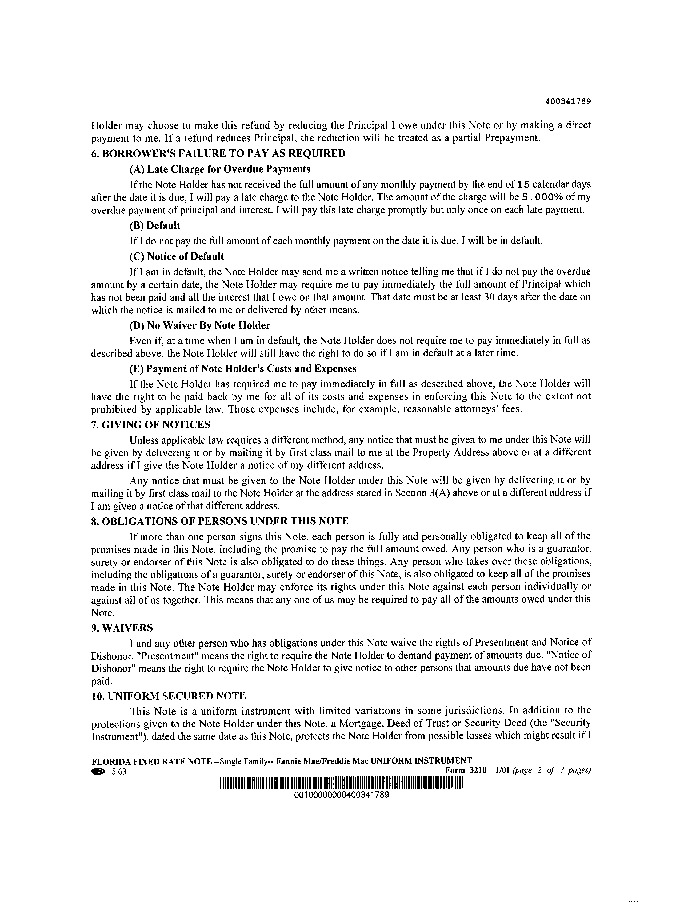 400341789
Holder may choose to make this refund by reducing the Principal I owe under this Note or by making a direct
payment to me. If a refund reduces Principal, the reduction will be treated as a partial Prepayment.
6. BORROWER'S FAILURE TO PAY AS REQUIRED
(A) Late Charge for Overdue Payments
If the Note Holder has not received the full amount of any monthly payment by the end of 15 calendar days
after the date it is due, I will pay a late charge to the Note Holder. The amount of the charge will be 5.000% of my
overdue payment of principal and interest. I will pay this late charge promptly but only once on each late payment.
(B) Default
If I do not pay the full amount of each monthly payment on the date it is due, I will be in default.
(C) Notice of Default
If I am in default, the Note Holder may send me a written notice telling me that if I do not pay the overdue
amount by a certain date, the Note Holder may require me to pay immediately the full amount of Principal which
has not been paid and all the interest that I owe on that amount. That date must be at least 30 days after the date on
which the notice is mailed to me or delivered by other means.
(D) No Waiver By Note Holder
Even if, at a time when I am in default, the Note Holder does not require me to pay immediately in full as
described above, the Note Holder will still have the right to do so if I am in default at a later time.
(E) Payment of Note Holder's Costs and Expenses
If the Note Holder has required me to pay immediately in full as described above, the Note Holder will
have the right to be paid back by me for all of its costs and expenses in enforcing this Note to the extent not
prohibited by applicable law. Those expenses include, for example, reasonable attorneys' fees.
7. GIVING OF NOTICES
Unless applicable law requires a different method, any notice that must be given to me under this Note will
be given by delivering it or by mailing it by first class mail to me at the Property Address above or at a different
address if I give the Note Holder a notice of my different address.
Any notice that must be given to the Note Holder under this Note will be given by delivering it or by
mailing it by first class mail to the Note Holder at the address stated in Section 3(A) above or at a different address if
I am given a notice of that different address.
8. OBLIGATIONS OF PERSONS UNDER THIS NOTE
If more than one person signs this Note, each person is fully and personally obligated to keep all of the
promises made in this Note, including the promise to pay the full amount owed. Any person who is a guarantor,
surety or endorser of this Note is also obligated to do these things. Any person who takes over these obligations,
including the obligations of a guarantor, surety or endorser of this Note, is also obligated to keep all of the promises
made in this Note. The Note Holder may enforce its rights under this Note against each person individually or
against all of us together. This means that any one of us may be required to pay all of the amounts owed under this
Note.
9. WAIVERS
I and any other person who has obligations under this Note waive the rights of Presentment and Notice of
Dishonor. "Presentment" means the right to require the Note Holder to demand payment of amounts due. "Notice of
Dishonor" means the right to require the Note Holder to give notice to other persons that amounts due have not been
paid.
10. UNIFORM SECURED NOTE
This Note is a uniform instrument with limited variations in some jurisdictions. In addition to the
protections given to the Note Holder under this Note, a Mortgage, Deed of Trust or Security Deed (the "Security
Instrument"), dated the same date as this Note, protects the Note Holder from possible losses which might result if I
FLORIDA FIXED RATE NOTE--Single Family-- Fannie Mae/Freddie Mac UNIFORM INSTRUMENT
Form 3210 1/01 (page 2 of 3 pages)
0010000000400341789